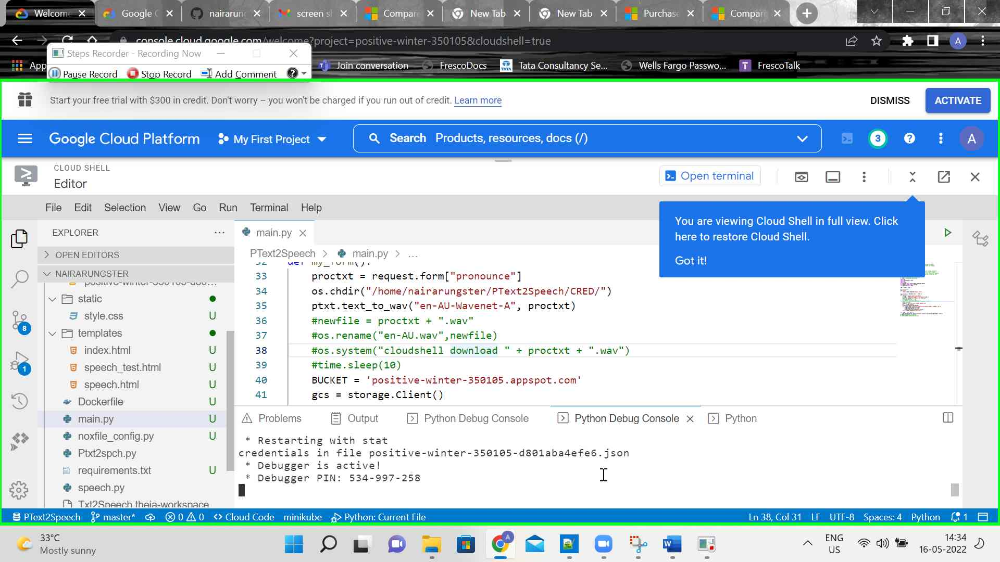 Welcom
Google C
nairarung
screen sh
Compare
New Tab
New Tab
Purchase
Compare
console.cloud.google.com/welcome?project=positive-winter-350105&cloudshell=true
A
Steps Recorder - Recording Now
App
Join conversation
FrescoDocs
Tata Consultancy Se...
Wells Fargo Passwo...
FrescoTalk
Pause Record
Stop Record
Add Comment
Start your free trial with $300 in credit. Don't worry – you won't be charged if you run out of credit. Learn more
DISMISS
ACTIVATE
Google Cloud Platform
My First Project
Search Products, resources, docs (/)
3
A
CLOUD SHELL
Editor
Open terminal
File Edit Selection View Go Run Terminal Help
You are viewing Cloud Shell in full view. Click
here to restore Cloud Shell.
Got it!
EXPLORER
main.py
OPEN EDITORS
PText2Speech > main.py > ...
NAIRARUNGSTER
positive-winter-350105-d80...
static
style.css U
templates
index.html U
speech_test.html U
speech.html U
Dockerfile U
main.py U
noxfile_config.py U
Ptxt2spch.py
requirements.txt U
speech.py
Txt2Speech.theia-workspace
8
1
32 def my_form():
33 proctxt = request.form["pronounce"]
34 os.chdir("/home/nairarungster/PText2Speech/CRED/")
35 ptxt.text_to_wav("en-AU-Wavenet-A", proctxt)
36 #newfile = proctxt + ".wav"
37 #os.rename("en-AU.wav",newfile)
38 #os.system("cloudshell download " + proctxt + ".wav")
39 #time.sleep(10)
40 BUCKET = 'positive-winter-350105.appspot.com'
41 gcs = storage.Client()
Problems
Output
Python Debug Console
Python Debug Console
Python
* Restarting with stat
credentials in file positive-winter-350105-d801aba4efe6.json
* Debugger is active!
* Debugger PIN: 534-997-258
PText2Speech master* 0 0 <> Cloud Code minikube Python: Current File
Ln 38, Col 31 LF UTF-8 Spaces: 4 Python 1
33°C
Mostly sunny
A
ENG
US
14:34
16-05-2022